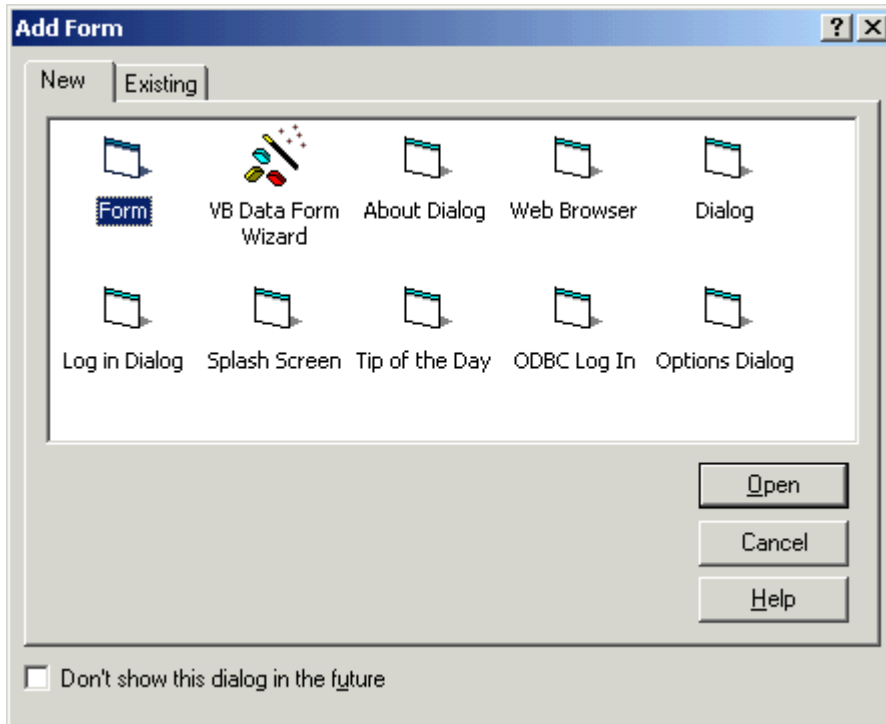 Add Form
New
Existing
Form
VB Data Form
Wizard
About Dialog
Web Browser
Dialog
Log in Dialog
Splash Screen
Tip of the Day
ODBC Log In
Options Dialog
Open
Cancel
Help
Don't show this dialog in the future